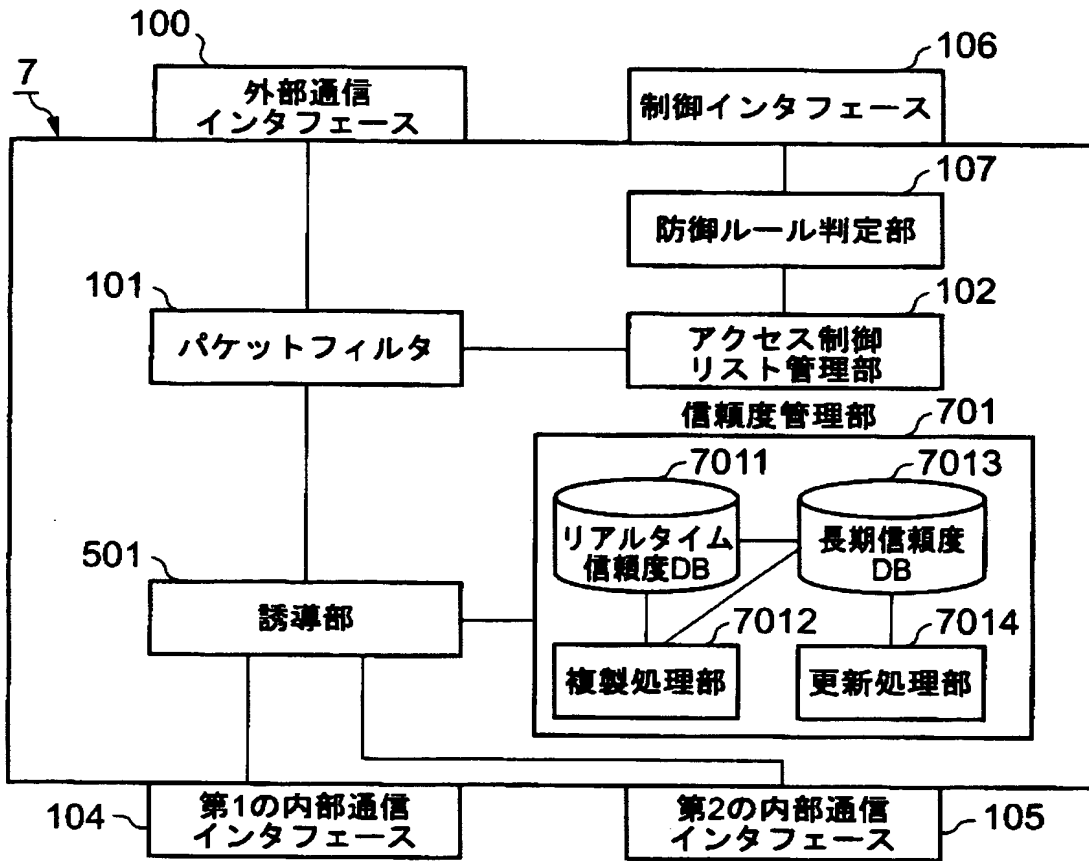 100
106
7
外部通信
インタフェース
制御インタフェース
107
防御ルール判定部
101
102
パケットフィルタ
アクセス制御
リスト管理部
信頼度管理部
701
7011
7013
リアルタイム
信頼度DB
長期信頼度
DB
501
誘導部
7012
7014
複製処理部
更新処理部
104
第1の内部通信
インタフェース
第2の内部通信
インタフェース
105